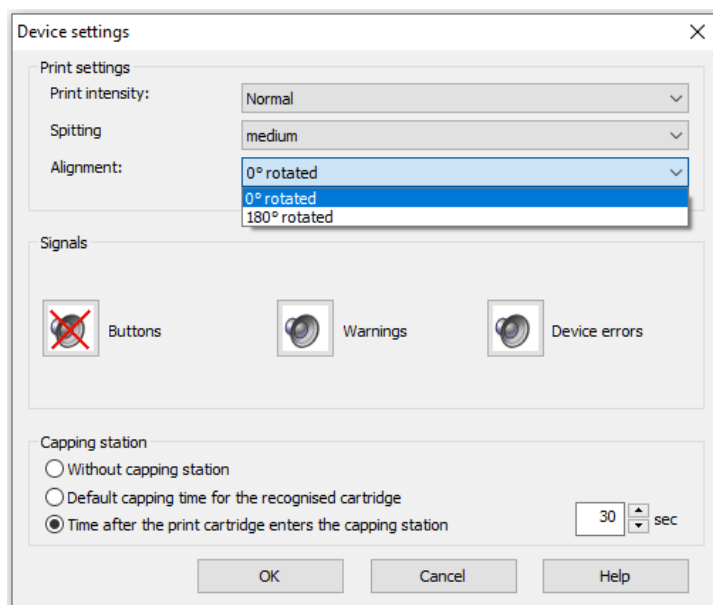 Device settings
Print settings
Print intensity:
Normal
Spitting
medium
Alignment:
0° rotated
0° rotated
180° rotated
Signals
Buttons
Warnings
Device errors
Capping station
Without capping station
Default capping time for the recognised cartridge
Time after the print cartridge enters the capping station
30 sec
OK
Cancel
Help